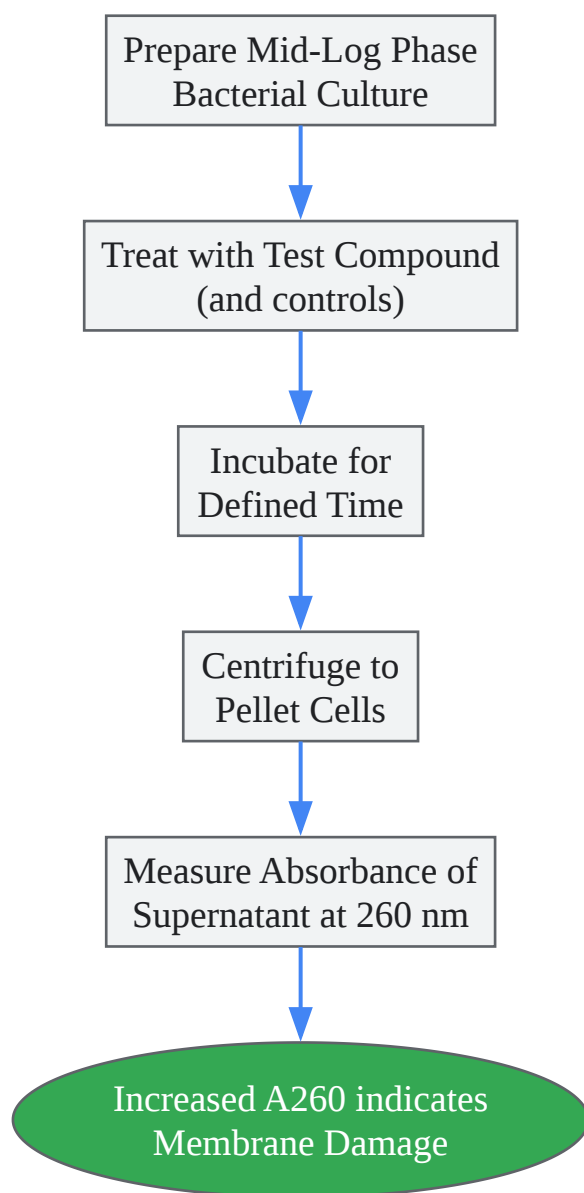 Prepare Mid-Log Phase
Bacterial Culture
Treat with Test Compound
(and controls)
Incubate for
Defined Time
Centrifuge to
Pellet Cells
Measure Absorbance of
Supernatant at 260 nm
Increased A260 indicates
Membrane Damage